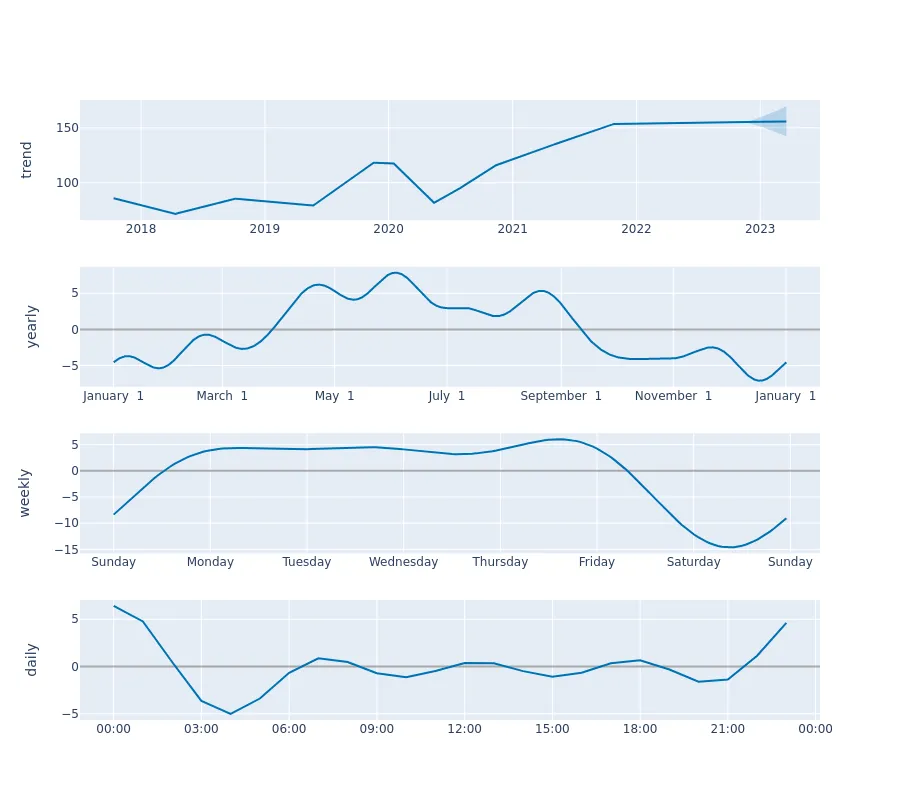 trend
150
100
2018 2019 2020 2021 2022 2023
yearly
5
0
−5
January 1 March 1 May 1 July 1 September 1 November 1 January 1
weekly
5
0
−5
−10
−15
Sunday Monday Tuesday Wednesday Thursday Friday Saturday Sunday
daily
5
0
−5
00:00 03:00 06:00 09:00 12:00 15:00 18:00 21:00 00:00